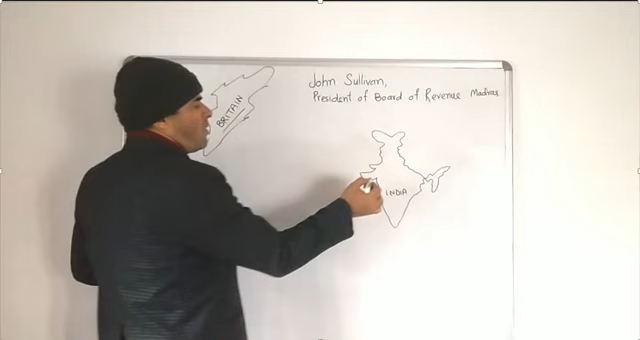 John Sullivan,
President of Board of Revenue Madras
BRITAIN
INDIA